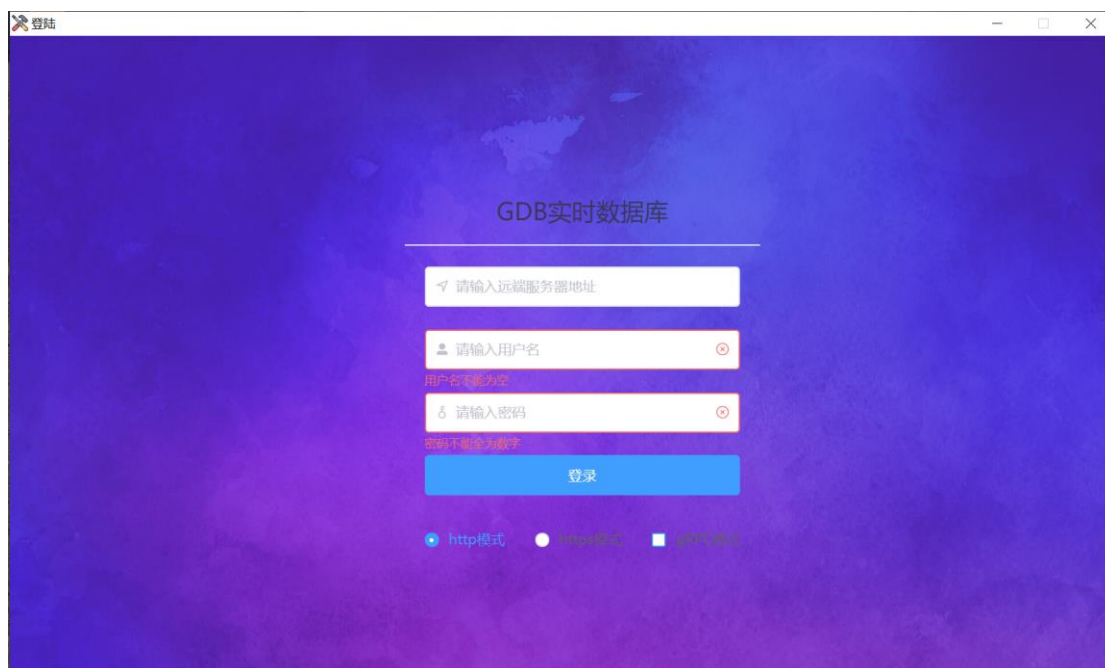 登陆
GDB实时数据库
请输入远端服务器地址
请输入用户名
用户名不能为空
请输入密码
密码不能全为数字
登录
http模式 https模式 gRPC模式